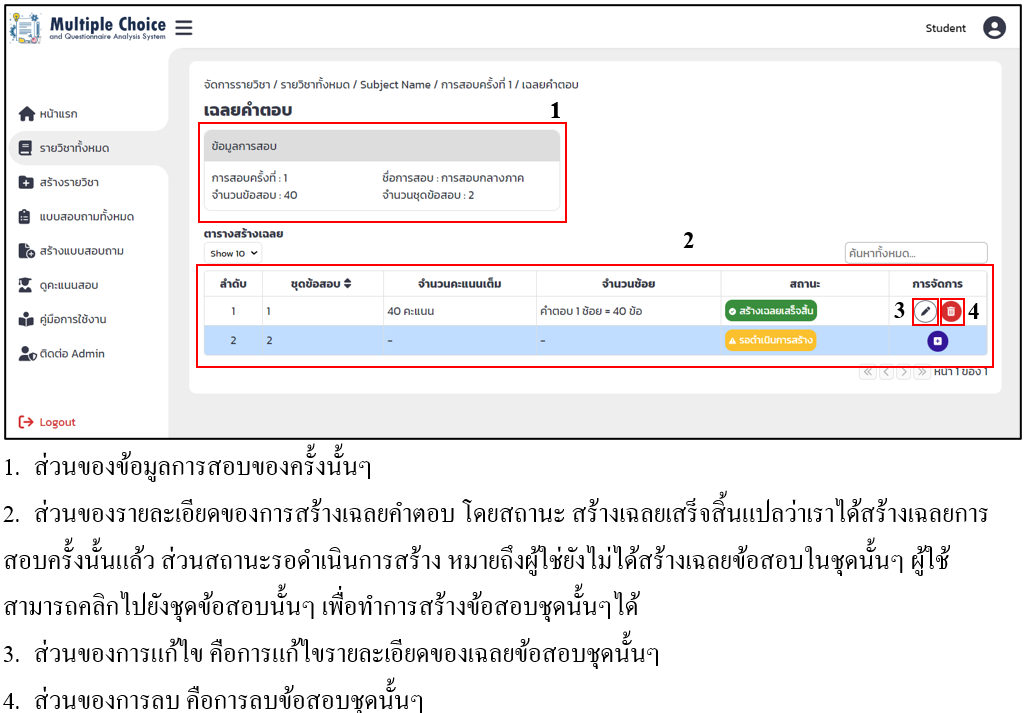 Multiple Choice
and Questionnaire Analysis System
Student
หน้าแรก
รายวิชาทั้งหมด
สร้างรายวิชา
แบบสอบถามทั้งหมด
สร้างแบบสอบถาม
ดูคะแนนสอบ
คู่มือการใช้งาน
ติดต่อ Admin
Logout
จัดการรายวิชา / รายวิชาทั้งหมด / Subject Name / การสอบครั้งที่ 1 / เฉลยคำตอบ
เฉลยคำตอบ
1
ข้อมูลการสอบ
การสอบครั้งที่ : 1 ชื่อการสอบ : การสอบกลางภาค
จำนวนข้อสอบ : 40 จำนวนชุดข้อสอบ : 2
ตารางสร้างเฉลย
2
Show 10 ค้นหาทั้งหมด...
ลำดับ ชุดข้อสอบ จำนวนคะแนนเต็ม จำนวนช้อย สถานะ การจัดการ
1 1 40 คะแนน คำตอบ 1 ช้อย = 40 ข้อ สร้างเฉลยเสร็จสิ้น 3 4
2 2 - - รอดำเนินการสร้าง
« < > » หน้า 1 ของ 1
1. ส่วนของข้อมูลการสอบของครั้งนั้นๆ
2. ส่วนของรายละเอียดของการสร้างเฉลยคำตอบ โดยสถานะ สร้างเฉลยเสร็จสิ้นแปลว่าเราได้สร้างเฉลยการ
สอบครั้งนั้นแล้ว ส่วนสถานะรอดำเนินการสร้าง หมายถึงผู้ใช่ยังไม่ได้สร้างเฉลยข้อสอบในชุดนั้นๆ ผู้ใช้
สามารถคลิกไปยังชุดข้อสอบนั้นๆ เพื่อทำการสร้างข้อสอบชุดนั้นๆได้
3. ส่วนของการแก้ไข คือการแก้ไขรายละเอียดของเฉลยข้อสอบชุดนั้นๆ
4. ส่วนของการลบ คือการลบข้อสอบชุดนั้นๆ